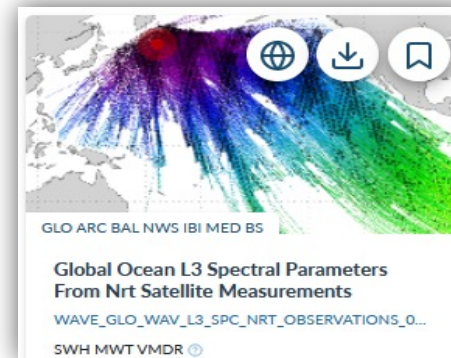 GLO ARC BAL NWS IBI MED BS
Global Ocean L3 Spectral Parameters
From Nrt Satellite Measurements
WAVE_GLO_WAV_L3_SPC_NRT_OBSERVATIONS_0...
SWH MWT VMDR